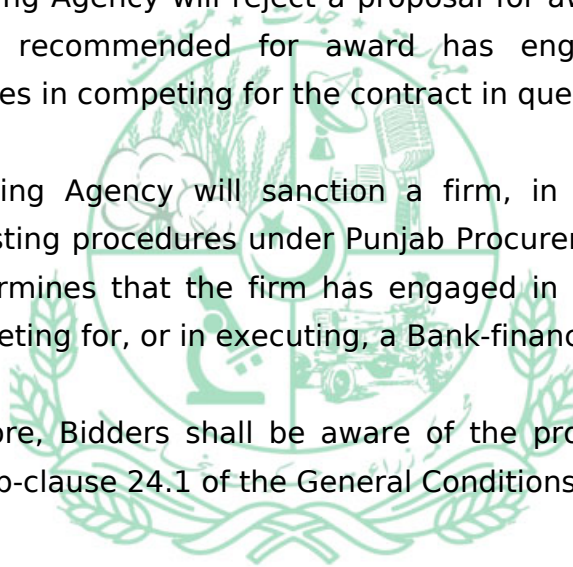 ing Agency will reject a proposal for aw
recommended for award has eng
es in competing for the contract in que
ing Agency will sanction a firm, in
sting procedures under Punjab Procurer
rmines that the firm has engaged in
eting for, or in executing, a Bank-financ
ore, Bidders shall be aware of the pro
b-clause 24.1 of the General Conditions